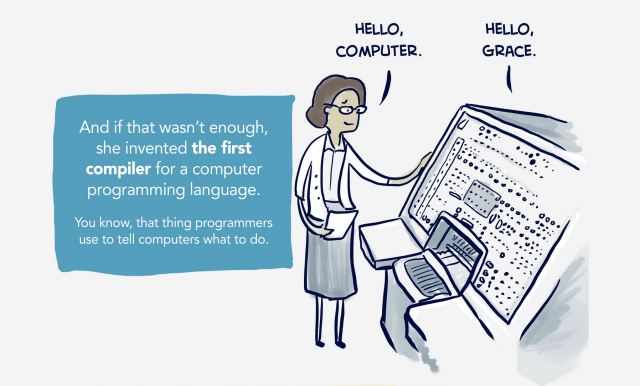 HELLO,
COMPUTER.
HELLO,
GRACE.
And if that wasn't enough,
she invented the first
compiler for a computer
programming language.
You know, that thing programmers
use to tell computers what to do.